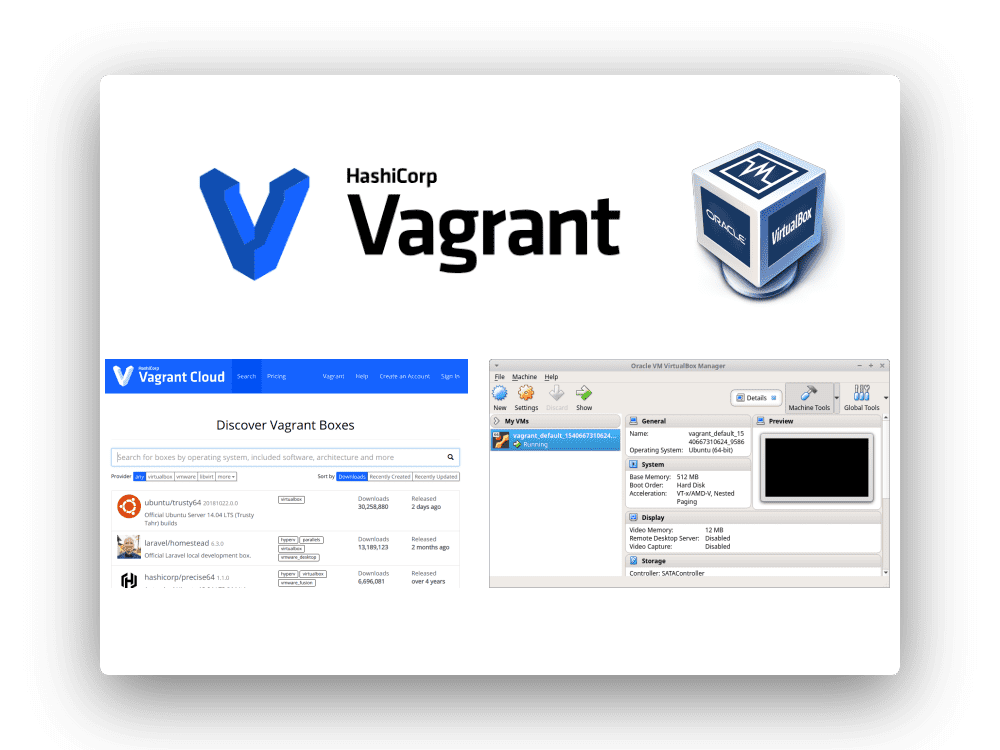 HashiCorp
Vagrant
ORACLE
VirtualBox
HashiCorp
Vagrant Cloud
Search Pricing Vagrant Help Create an Account Sign In
Discover Vagrant Boxes
Search for boxes by operating system, included software, architecture and more
Provider any virtualbox vmware libvirt more
Sort by Downloads Recently Created Recently Updated
ubuntu/trusty64 20181022.0.0
Official Ubuntu Server 14.04 LTS (Trusty
Tahr) builds
virtualbox
Downloads
30,258,880
Released
2 days ago
laravel/homestead 6.3.0
Official Laravel local development box.
hyperv parallels
virtualbox
vmware_desktop
Downloads
13,189,123
Released
2 months ago
hashicorp/precise64 1.1.0
hyperv virtualbox
vmware_fusion
Downloads
6,696,081
Released
over 4 years
Oracle VM VirtualBox Manager
File Machine Help
New Settings Discard Show
Details
Machine Tools
Global Tools
My VMs
vagrant_default_1540667310624...
Running
General
Name: vagrant_default_15
40667310624_9586
Operating System: Ubuntu (64-bit)
System
Base Memory: 512 MB
Boot Order: Hard Disk
Acceleration: VT-x/AMD-V, Nested
Paging
Preview
Display
Video Memory: 12 MB
Remote Desktop Server: Disabled
Video Capture: Disabled
Storage
Controller: SATAController